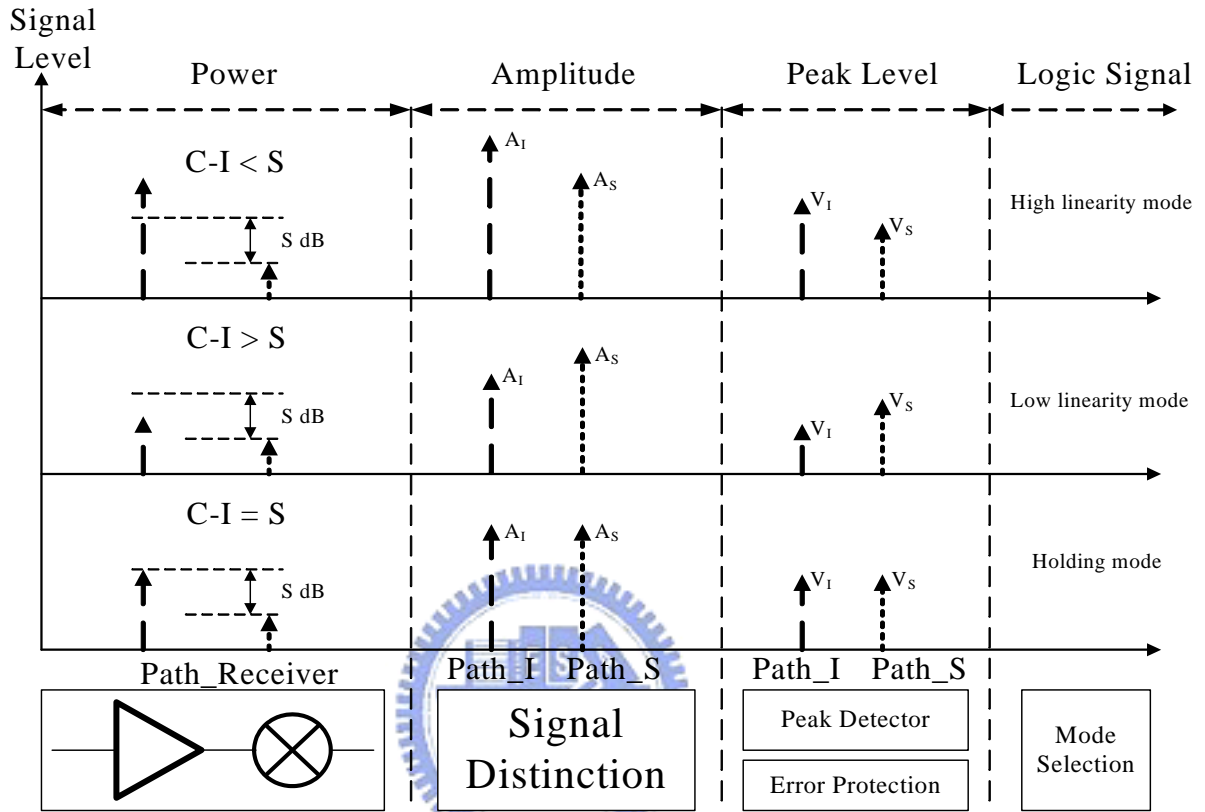 Signal
Level
Power
Amplitude
Peak Level
Logic Signal
C-I < S
S dB
A_I
A_S
V_I
V_S
High linearity mode
C-I > S
S dB
A_I
A_S
V_I
V_S
Low linearity mode
C-I = S
S dB
A_I
A_S
V_I
V_S
Holding mode
Path_Receiver
Path_I
Path_S
Path_I
Path_S
Signal
Distinction
Peak Detector
Error Protection
Mode
Selection